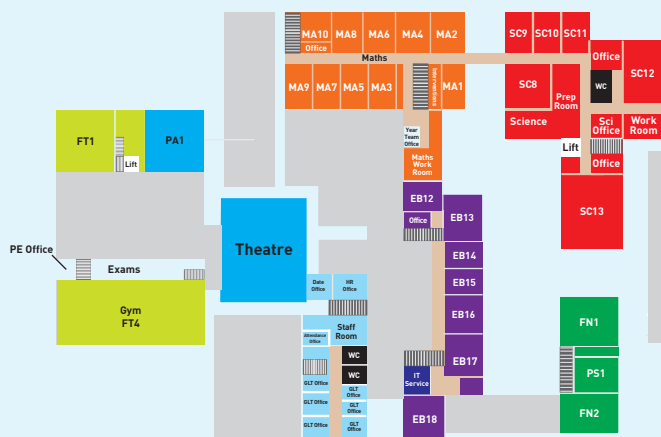 MA10
MA8
MA6
MA4
MA2
Office
Maths
MA9
MA7
MA5
MA3
Interventions
MA1
Year
Team
Office
Maths
Work
Room
SC9
SC10
SC11
Office
SC12
WC
SC8
Prep
Room
Science
Sci
Office
Work
Room
Lift
Office
SC13
FT1
PA1
Lift
PE Office
Exams
Gym
FT4
Theatre
EB12
Office
EB13
EB14
EB15
EB16
EB17
IT
Service
EB18
Date
Office
HR
Office
Staff
Room
Attendance
Office
WC
WC
GLT Office
GLT
Office
GLT Office
GLT
Office
GLT Office
GLT
Office
FN1
PS1
FN2